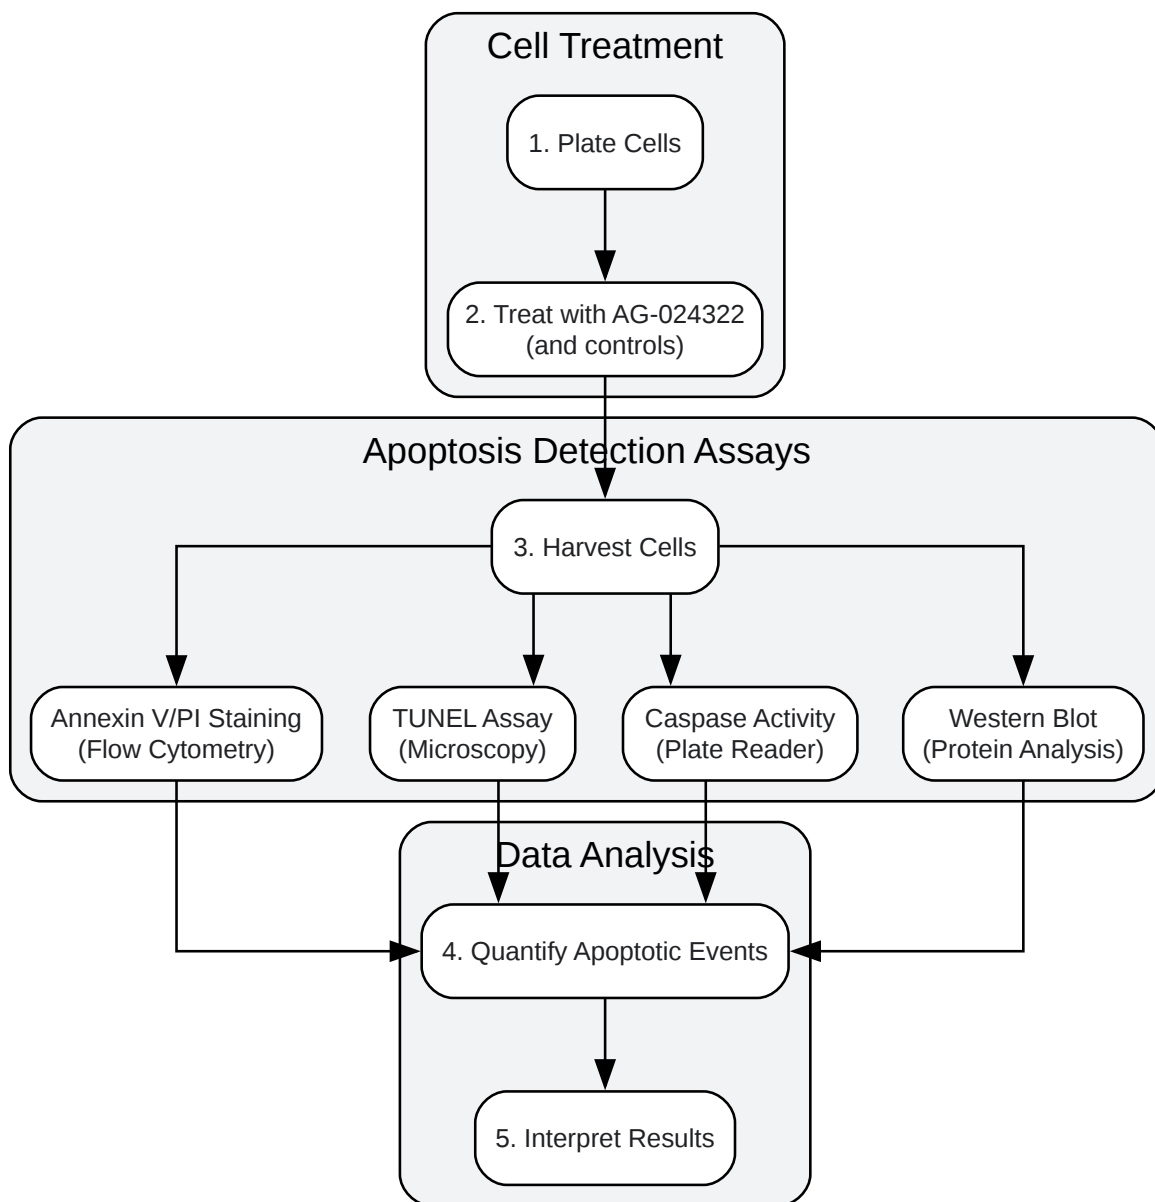 Cell Treatment
1. Plate Cells
2. Treat with AG-024322
(and controls)
Apoptosis Detection Assays
3. Harvest Cells
Annexin V/PI Staining
(Flow Cytometry)
TUNEL Assay
(Microscopy)
Caspase Activity
(Plate Reader)
Western Blot
(Protein Analysis)
Data Analysis
4. Quantify Apoptotic Events
5. Interpret Results